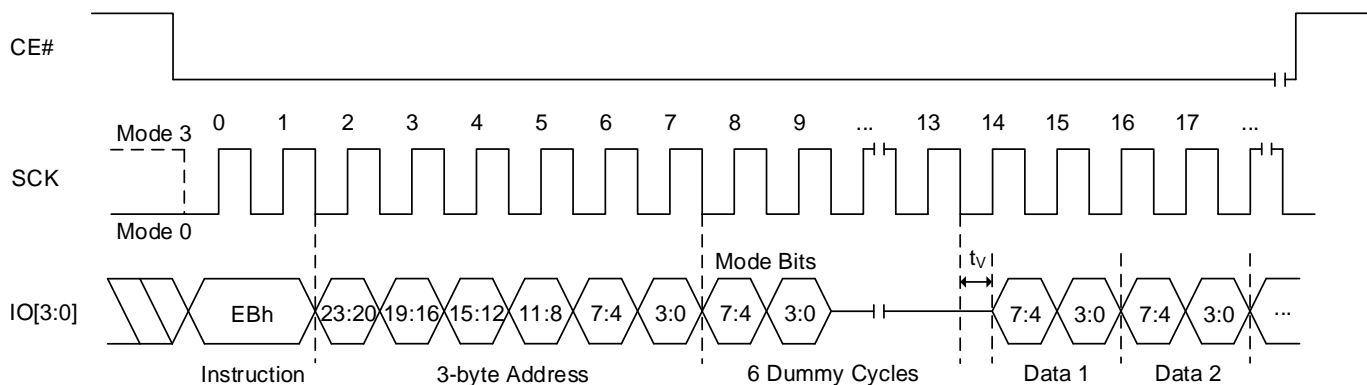 CE#
Mode 3
0 1 2 3 4 5 6 7 8 9 ... 13 14 15 16 17 ...
SCK
Mode 0
Mode Bits
tV
IO[3:0]
EBh 23:20 19:16 15:12 11:8 7:4 3:0 7:4 3:0 7:4 3:0 7:4 3:0 ...
Instruction 3-byte Address 6 Dummy Cycles Data 1 Data 2